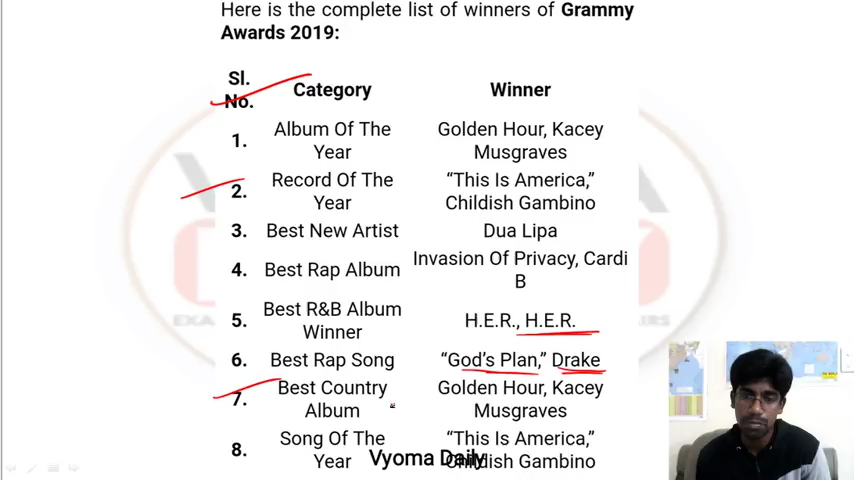 Here is the complete list of winners of Grammy
Awards 2019:
Sl.
No. Category Winner
1. Album Of The
Year Golden Hour, Kacey
Musgraves
2. Record Of The
Year "This Is America,"
Childish Gambino
3. Best New Artist Dua Lipa
4. Best Rap Album Invasion Of Privacy, Cardi
B
5. Best R&B Album
Winner H.E.R., H.E.R.
6. Best Rap Song "God's Plan," Drake
7. Best Country
Album Golden Hour, Kacey
Musgraves
8. Song Of The
Year "This Is America,"
Childish Gambino
Vyoma Daily